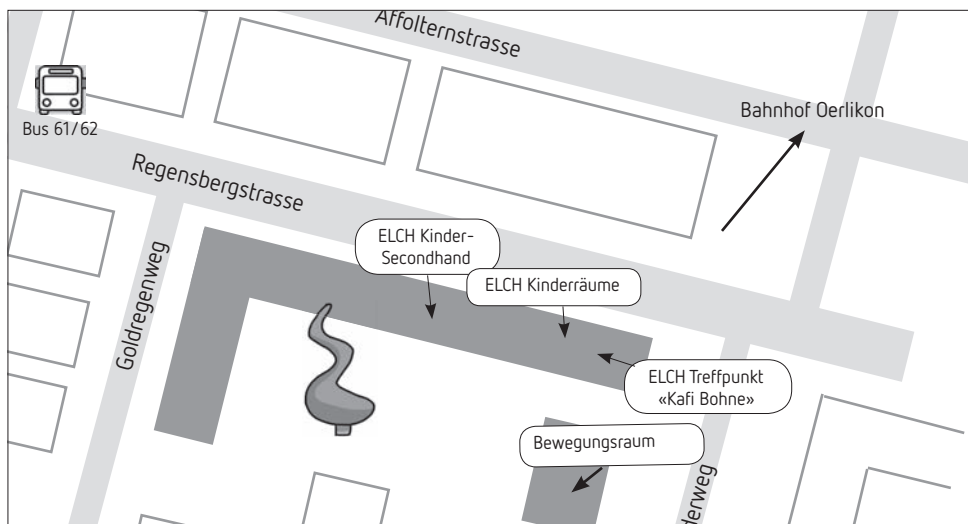 Affolternstrasse
Bahnhof Oerlikon
Bus 61/62
Regensbergstrasse
ELCH Kinder-
Secondhand
ELCH Kinderräume
Goldregenweg
ELCH Treffpunkt
«Kafi Bohne»
Bewegungsraum
derweg